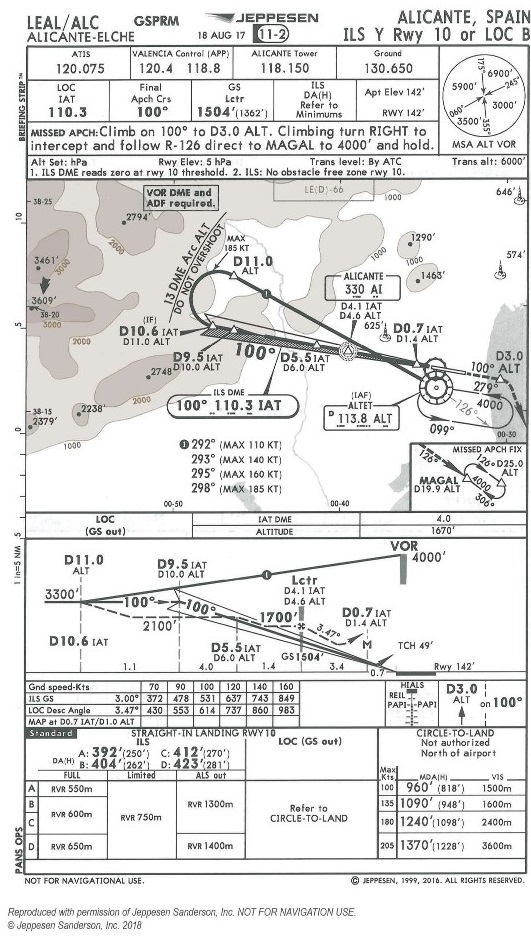 LEAL/ALC GSPRM JEPPESEN ALICANTE, SPAIN
ALICANTE-ELCHE 18 AUG 17 11-2 ILS Y Rwy 10 or LOC B
ATIS VALENCIA Control (APP) ALICANTE Tower Ground
120.075 120.4 118.8 118.150 130.650
BRIEFING STRIP™
LOC IAT 110.3
Final Apch Crs 100°
GS Lctr 1504'(1362')
ILS DA(H) Refer to Minimums
Apt Elev 142'
RWY 142'
MISSED APCH: Climb on 100° to D3.0 ALT. Climbing turn RIGHT to
intercept and follow R-126 direct to MAGAL to 4000' and hold.
175° 6900' 245°
5900' 3000'
060° 3500' 355°
MSA ALT VOR
Alt Set: hPa Rwy Elev: 5 hPa Trans level: By ATC Trans alt: 6000'
1. ILS DME reads zero at rwy 10 threshold. 2. ILS: No obstacle free zone rwy 10.
VOR DME and
ADF required.
LE(D)-66
1000
646'
38-25
10
2794'
2000
3461'
3000
3609'
38-20
3000
2000
MAX
185 KT
13 DME Arc ALT
DO NOT OVERSHOOT
D11.0
ALT
1
1290'
1000
1463'
574'
ALICANTE
330 AI
D4.1 IAT
D4.6 ALT
625'
5
(IF)
D10.6 IAT
D11.0 ALT
D9.5 IAT
D10.0 ALT
100°
D5.5 IAT
D6.0 ALT
D0.7 IAT
D1.4 ALT
D3.0
ALT
100°
279°
4000
126°
099°
ILS DME
100° 110.3 IAT
(IAF)
ALTET
D 113.8 ALT
2748
2000
2238'
38-15
2379'
0
1000
1 292° (MAX 110 KT)
293° (MAX 140 KT)
295° (MAX 160 KT)
298° (MAX 185 KT)
00-30
MISSED APCH FIX
126°
126° D25.0
ALT
MAGAL
D19.9 ALT
4000
306°
00-50 00-40
5
1 in=5 NM
LOC
(GS out)
IAT DME 4.0
ALTITUDE 1670'
D11.0
ALT
D9.5 IAT
D10.0 ALT
1
VOR
4000'
3300'
100°
100°
2100'
Lctr
D4.1 IAT
D4.6 ALT
1700'
3.47°
D0.7 IAT
D1.4 ALT
M
D10.6 IAT
D5.5 IAT
D6.0 ALT
GS1504'
TCH 49'
1.1 4.0 1.4 3.4 0.7 Rwy 142'
Gnd speed-Kts 70 90 100 120 140 160
ILS GS 3.00° 372 478 531 637 743 849
LOC Desc Angle 3.47° 430 553 614 737 860 983
MAP at D0.7 IAT/D1.0 ALT
HIALS
REIL
PAPI PAPI
D3.0
ALT
on 100°
Standard STRAIGHT-IN LANDING RWY10
ILS
DA(H) A: 392'(250') C: 412'(270')
B: 404'(262') D: 423'(281')
FULL Limited ALS out
LOC (GS out)
CIRCLE-TO-LAND
Not authorized
North of airport
Max Kts. MDA(H) VIS
A RVR 550m
B
C RVR 600m
D RVR 650m
RVR 750m
RVR 1300m
RVR 1400m
Refer to
CIRCLE-TO-LAND
100 960' (818') 1500m
135 1090' (948') 1600m
180 1240'(1098') 2400m
205 1370'(1228') 3600m
PANS OPS
NOT FOR NAVIGATIONAL USE. © JEPPESEN, 1999, 2016. ALL RIGHTS RESERVED.
Reproduced with permission of Jeppesen Sanderson, Inc. NOT FOR NAVIGATION USE.
© Jeppesen Sanderson, Inc. 2018